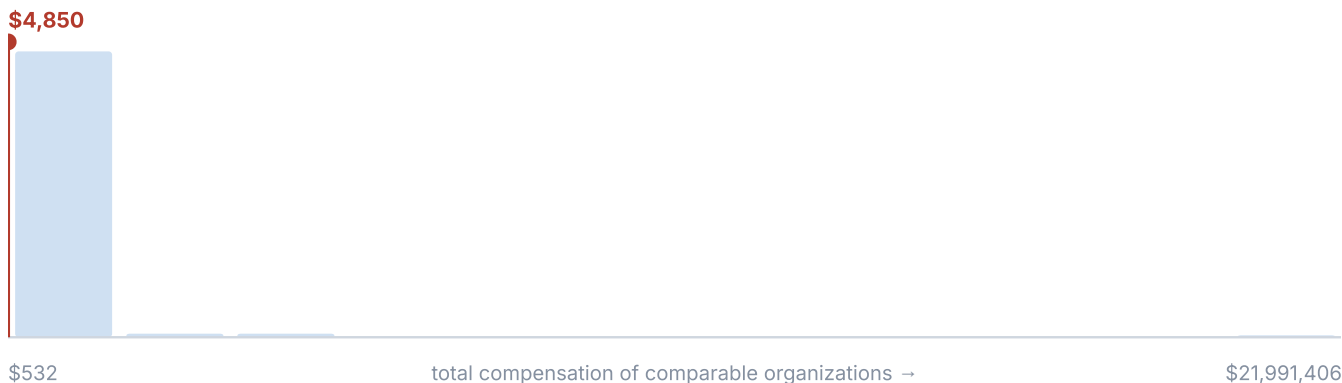 $4,850
$532
total compensation of comparable organizations →
$21,991,406